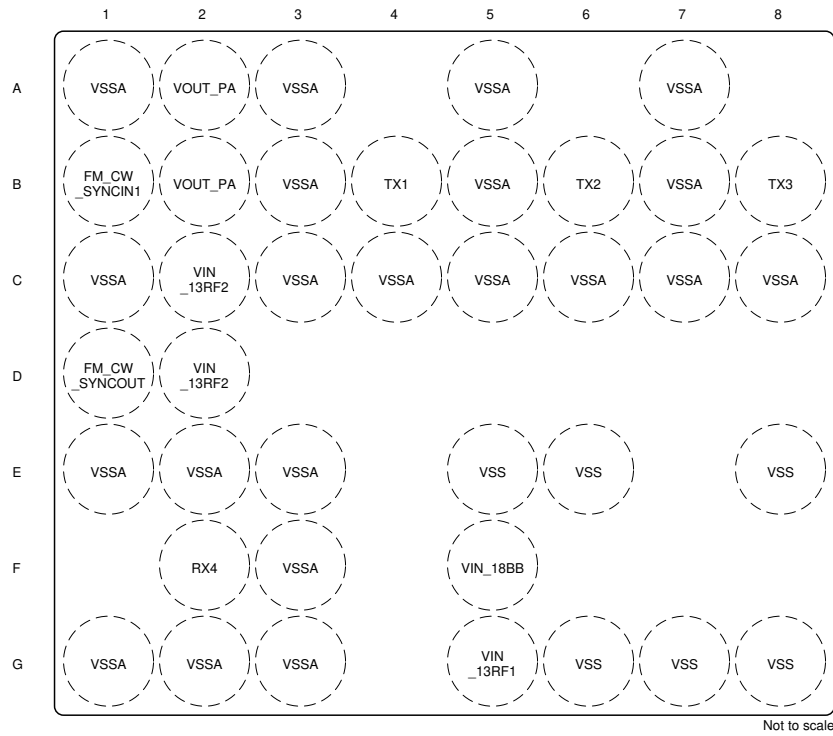 1 2 3 4 5 6 7 8
A VSSA VOUT_PA VSSA VSSA VSSA
B FM_CW
_SYNCIN1 VOUT_PA VSSA TX1 VSSA TX2 VSSA TX3
C VSSA VIN
_13RF2 VSSA VSSA VSSA VSSA VSSA VSSA
D FM_CW
_SYNCOUT VIN
_13RF2
E VSSA VSSA VSSA VSS VSS VSS
F RX4 VSSA VIN_18BB
G VSSA VSSA VSSA VIN
_13RF1 VSS VSS VSS
Not to scale